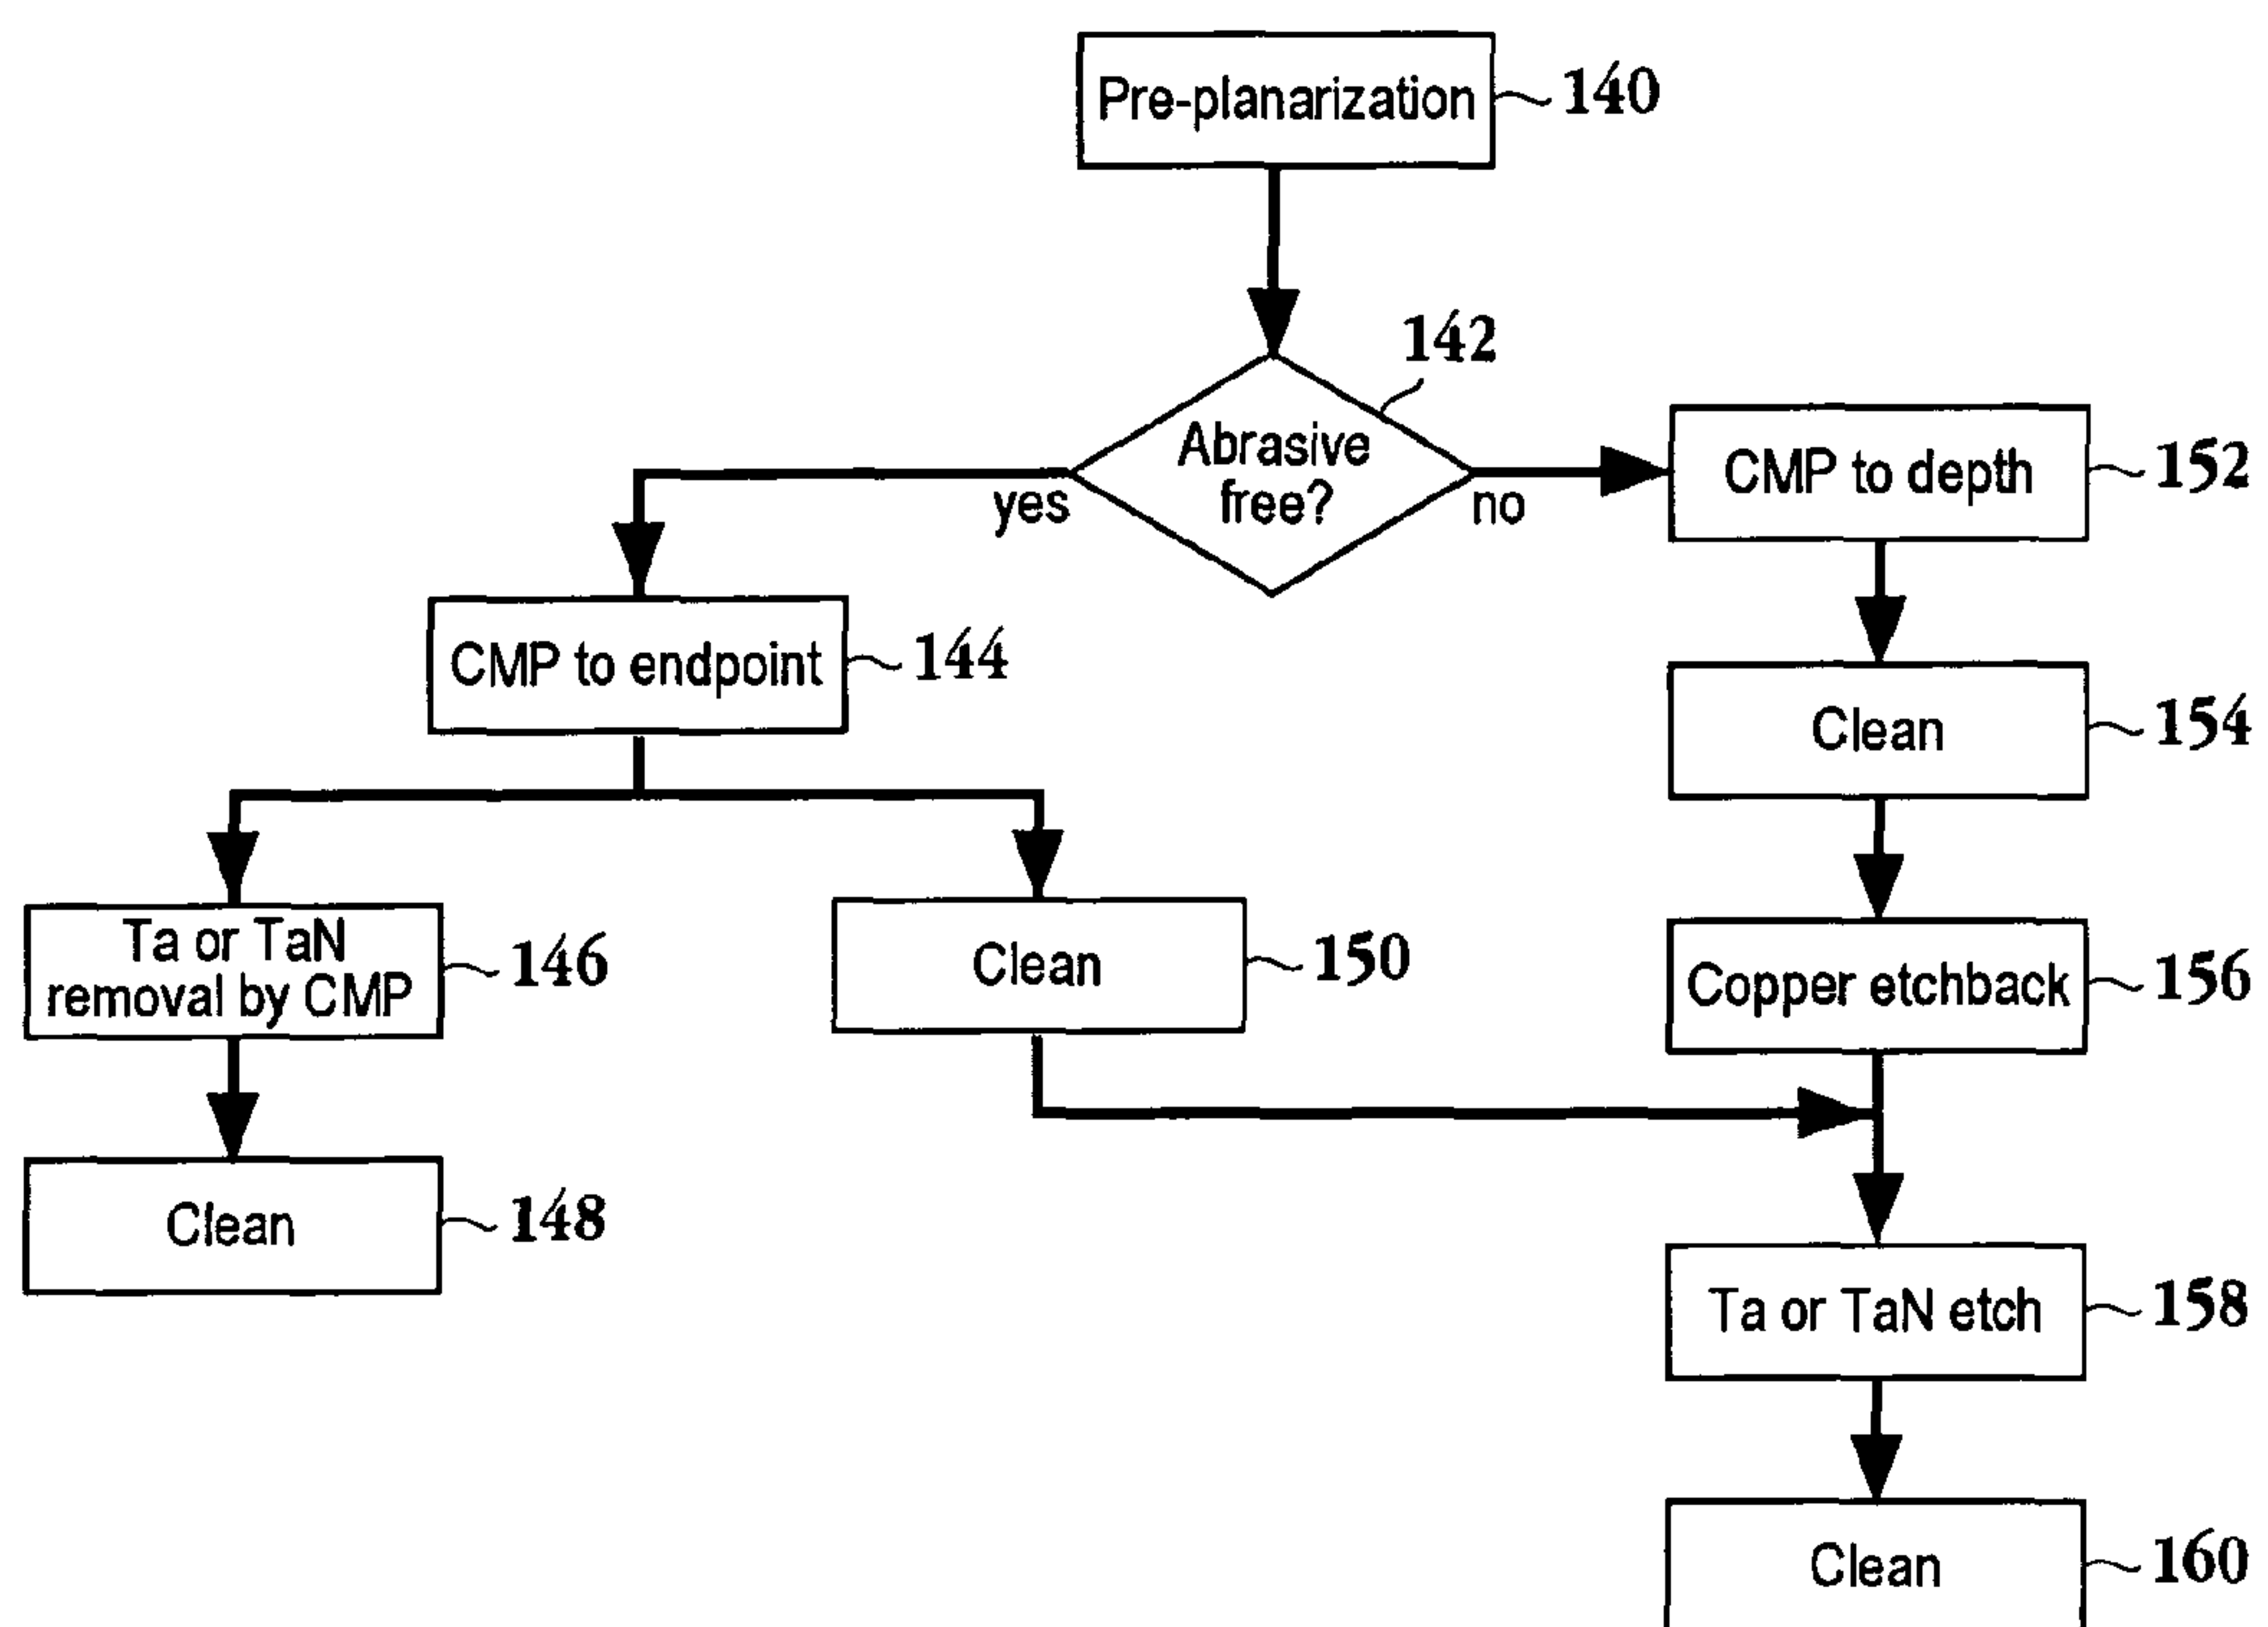 Pre-planarization
140
142
Abrasive
free?
yes
no
CMP to depth
152
CMP to endpoint
144
Clean
154
Ta or TaN
removal by CMP
146
Clean
150
Copper etchback
156
Clean
148
Ta or TaN etch
158
Clean
160